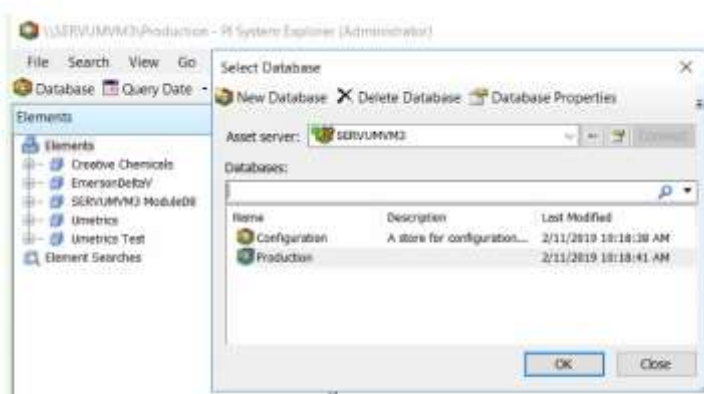 \\SERVUMVM3\Production - PI System Explorer (Administrator)
File Search View Go
Database Query Date
Elements
Elements
Creative Chemicals
EmersonDeltaV
SERVUMVM3 ModuleDB
Umetrics
Umetrics Test
Element Searches
Select Database
New Database Delete Database Database Properties
Asset server: SERVUMVM3 Connect
Databases:
Name Description Last Modified
Configuration A store for configuration... 2/11/2019 10:18:38 AM
Production 2/11/2019 10:18:41 AM
OK Close